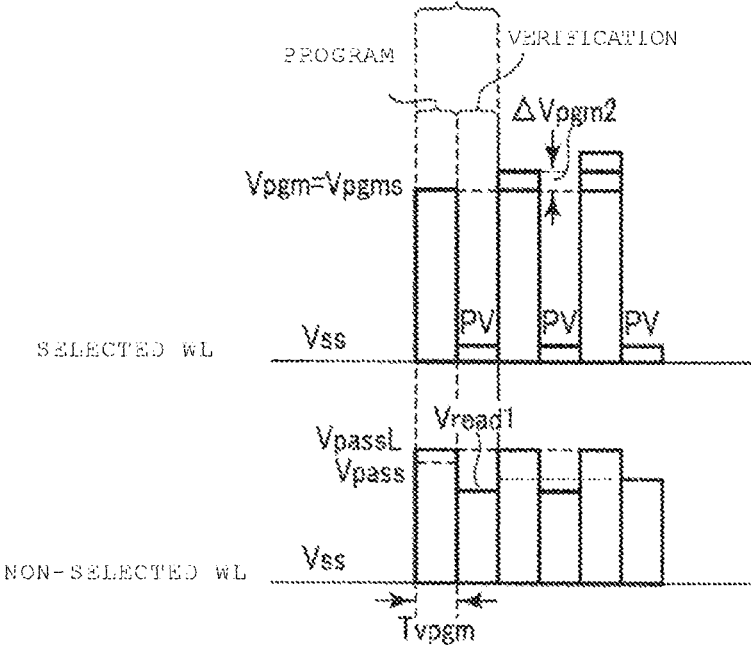 PROGRAM
VERIFICATION
ΔVpgm2
Vpgm=Vpgms
PV
PV
PV
Vss
SELECTED WL
Vread1
VpassL
Vpass
Vss
NON-SELECTED WL
Tvpgm